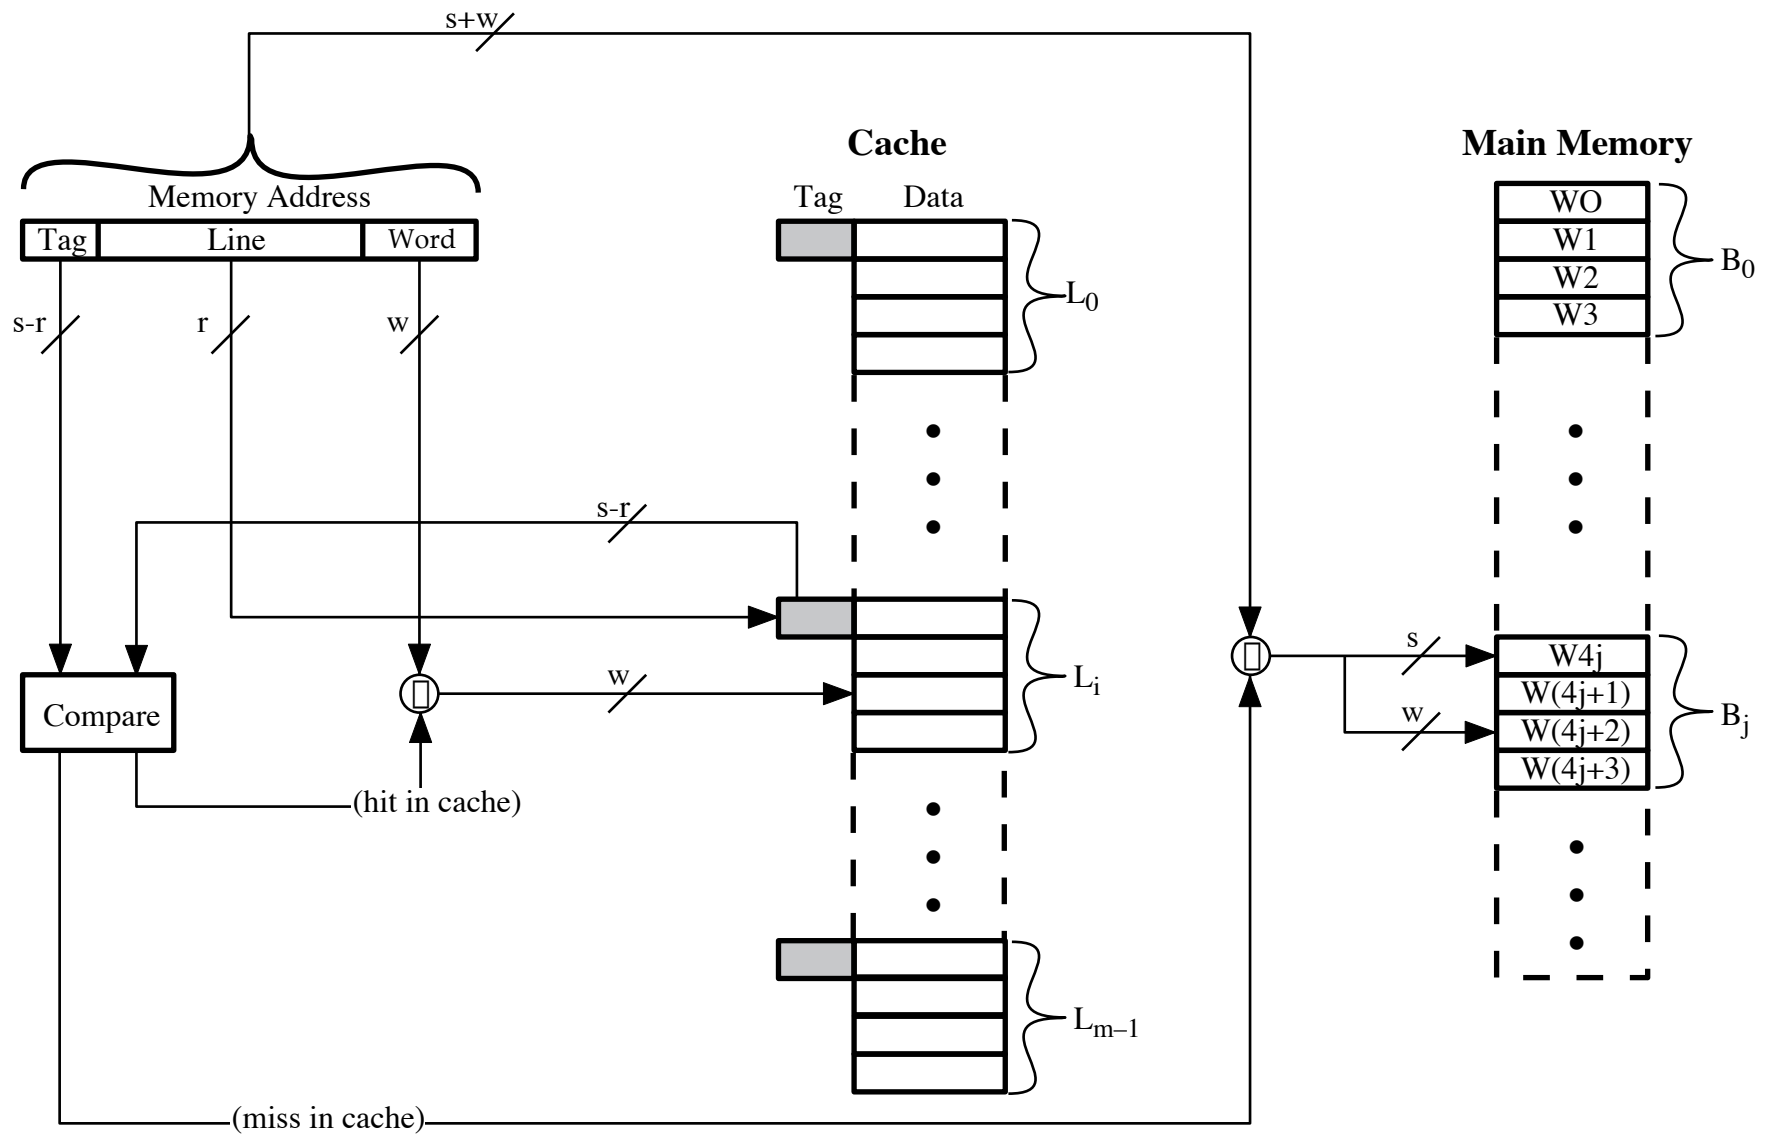 s+w
Cache
Main Memory
Memory Address
Tag Data
WO
Tag Line Word
W1
B0
W2
L0
W3
s-r r w
s-r
s
W4j
Li
w
W(4j+1)
Compare
Bj
w
W(4j+2)
W(4j+3)
(hit in cache)
Lm–1
(miss in cache)